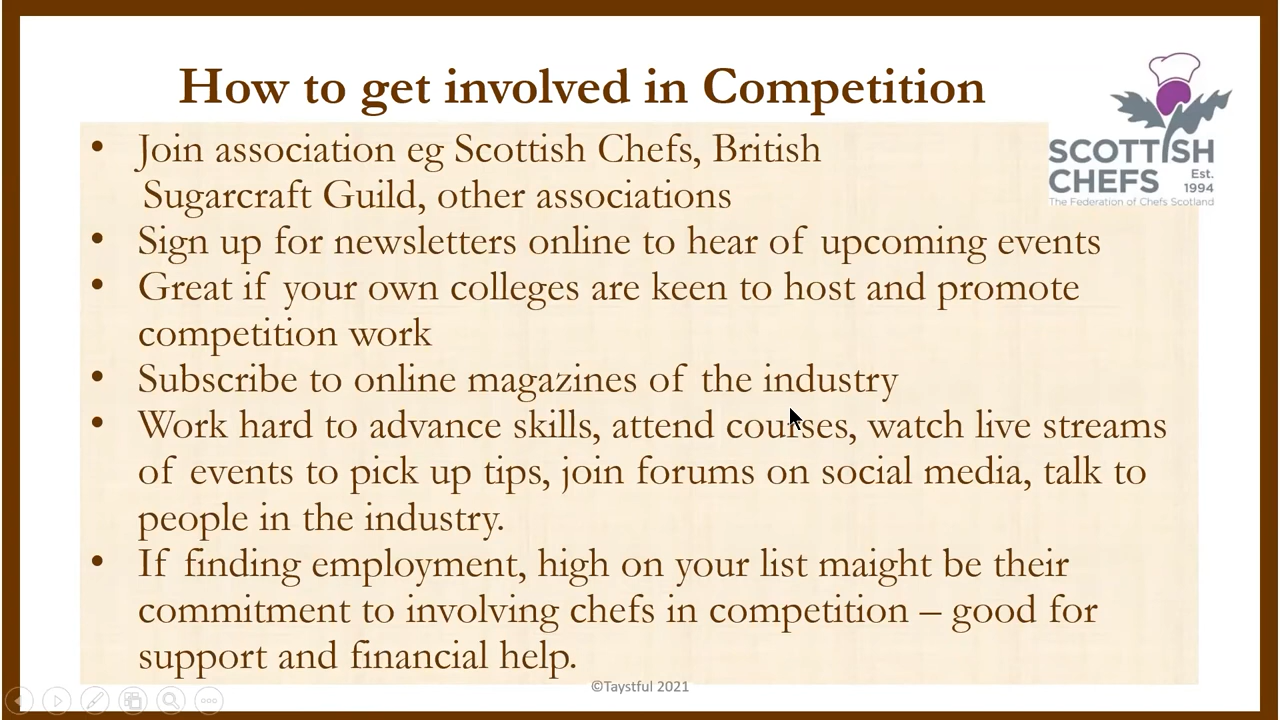 How to get involved in Competition
SCOTTISH
CHEFS
Est.
1994
The Federation of Chefs Scotland
• Join association eg Scottish Chefs, British
Sugarcraft Guild, other associations
• Sign up for newsletters online to hear of upcoming events
• Great if your own colleges are keen to host and promote
competition work
• Subscribe to online magazines of the industry
• Work hard to advance skills, attend courses, watch live streams
of events to pick up tips, join forums on social media, talk to
people in the industry.
• If finding employment, high on your list maight be their
commitment to involving chefs in competition – good for
support and financial help.
©Taystful 2021